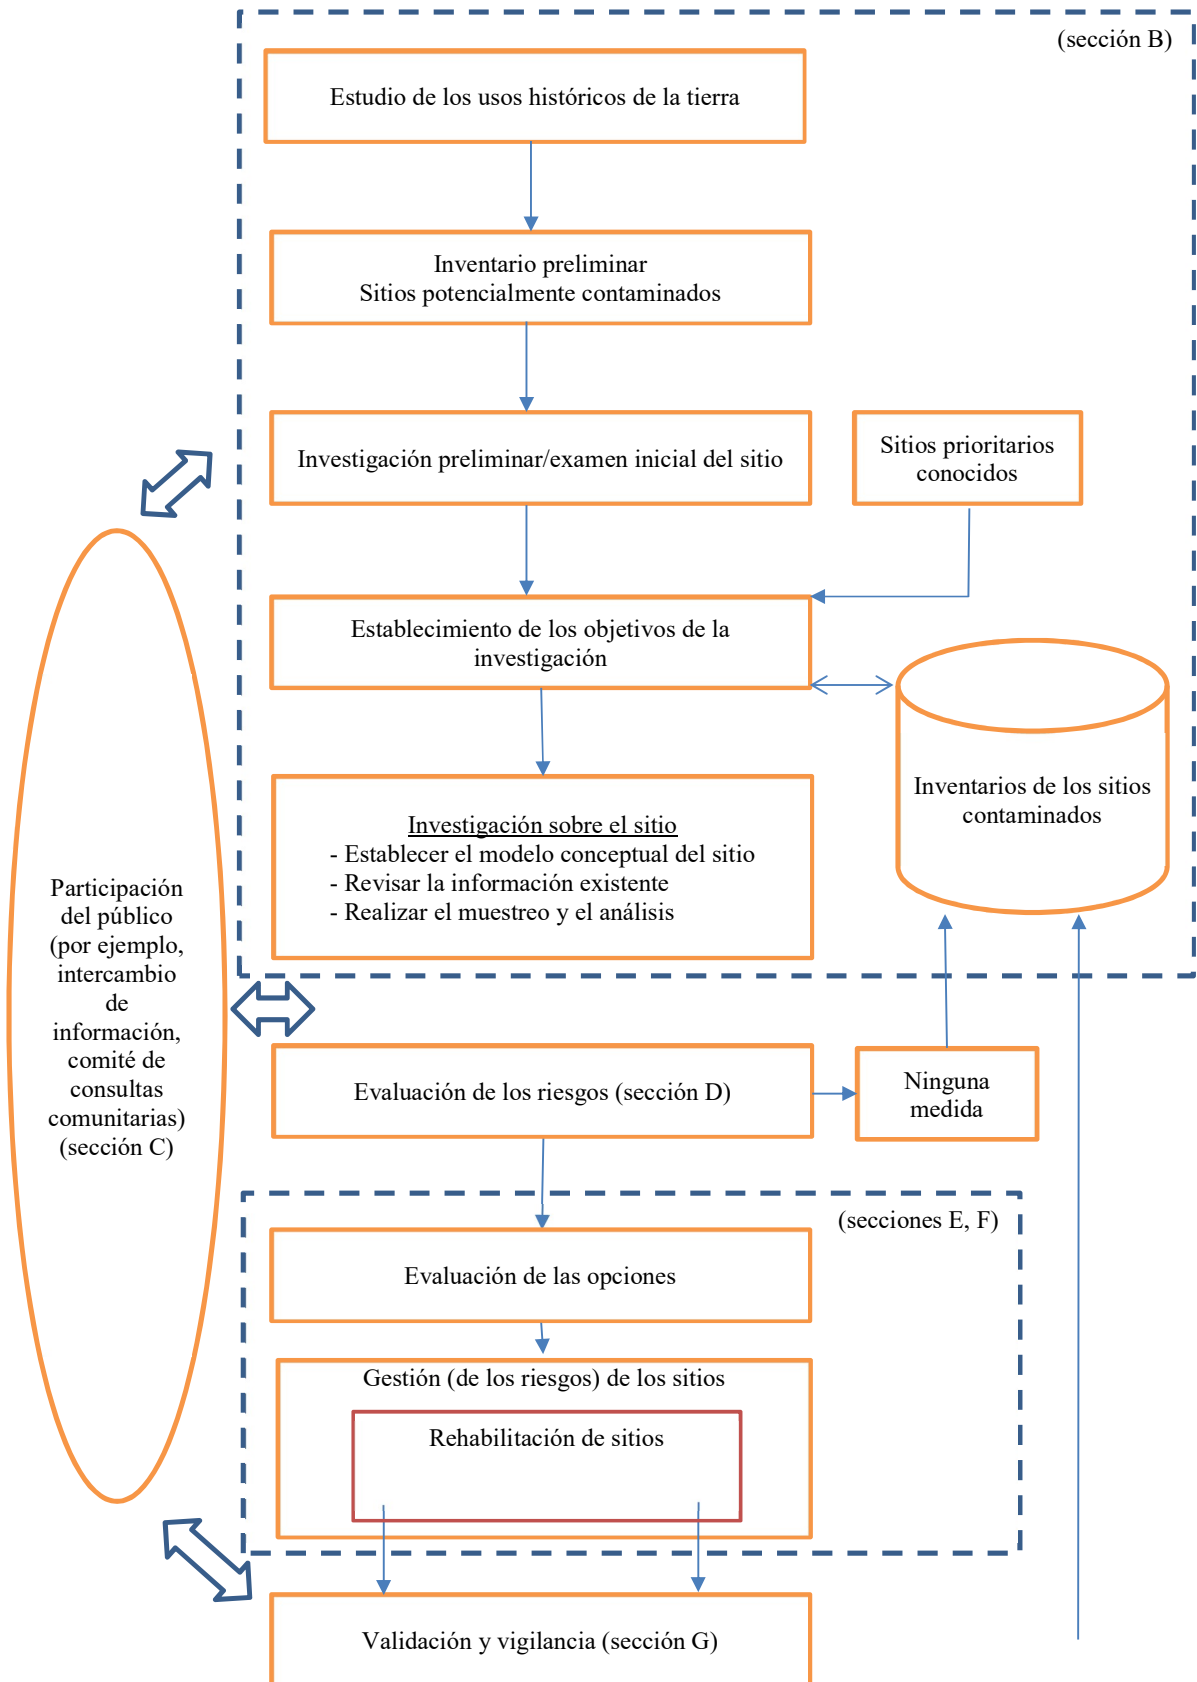 (sección B)
Estudio de los usos históricos de la tierra
Inventario preliminar
Sitios potencialmente contaminados
Investigación preliminar/examen inicial del sitio
Sitios prioritarios
conocidos
Establecimiento de los objetivos de la
investigación
Inventarios de los sitios
contaminados
Investigación sobre el sitio
- Establecer el modelo conceptual del sitio
- Revisar la información existente
- Realizar el muestreo y el análisis
Participación
del público
(por ejemplo,
intercambio
de
información,
comité de
consultas
comunitarias)
(sección C)
Evaluación de los riesgos (sección D)
Ninguna
medida
(secciones E, F)
Evaluación de las opciones
Gestión (de los riesgos) de los sitios
Rehabilitación de sitios
Validación y vigilancia (sección G)